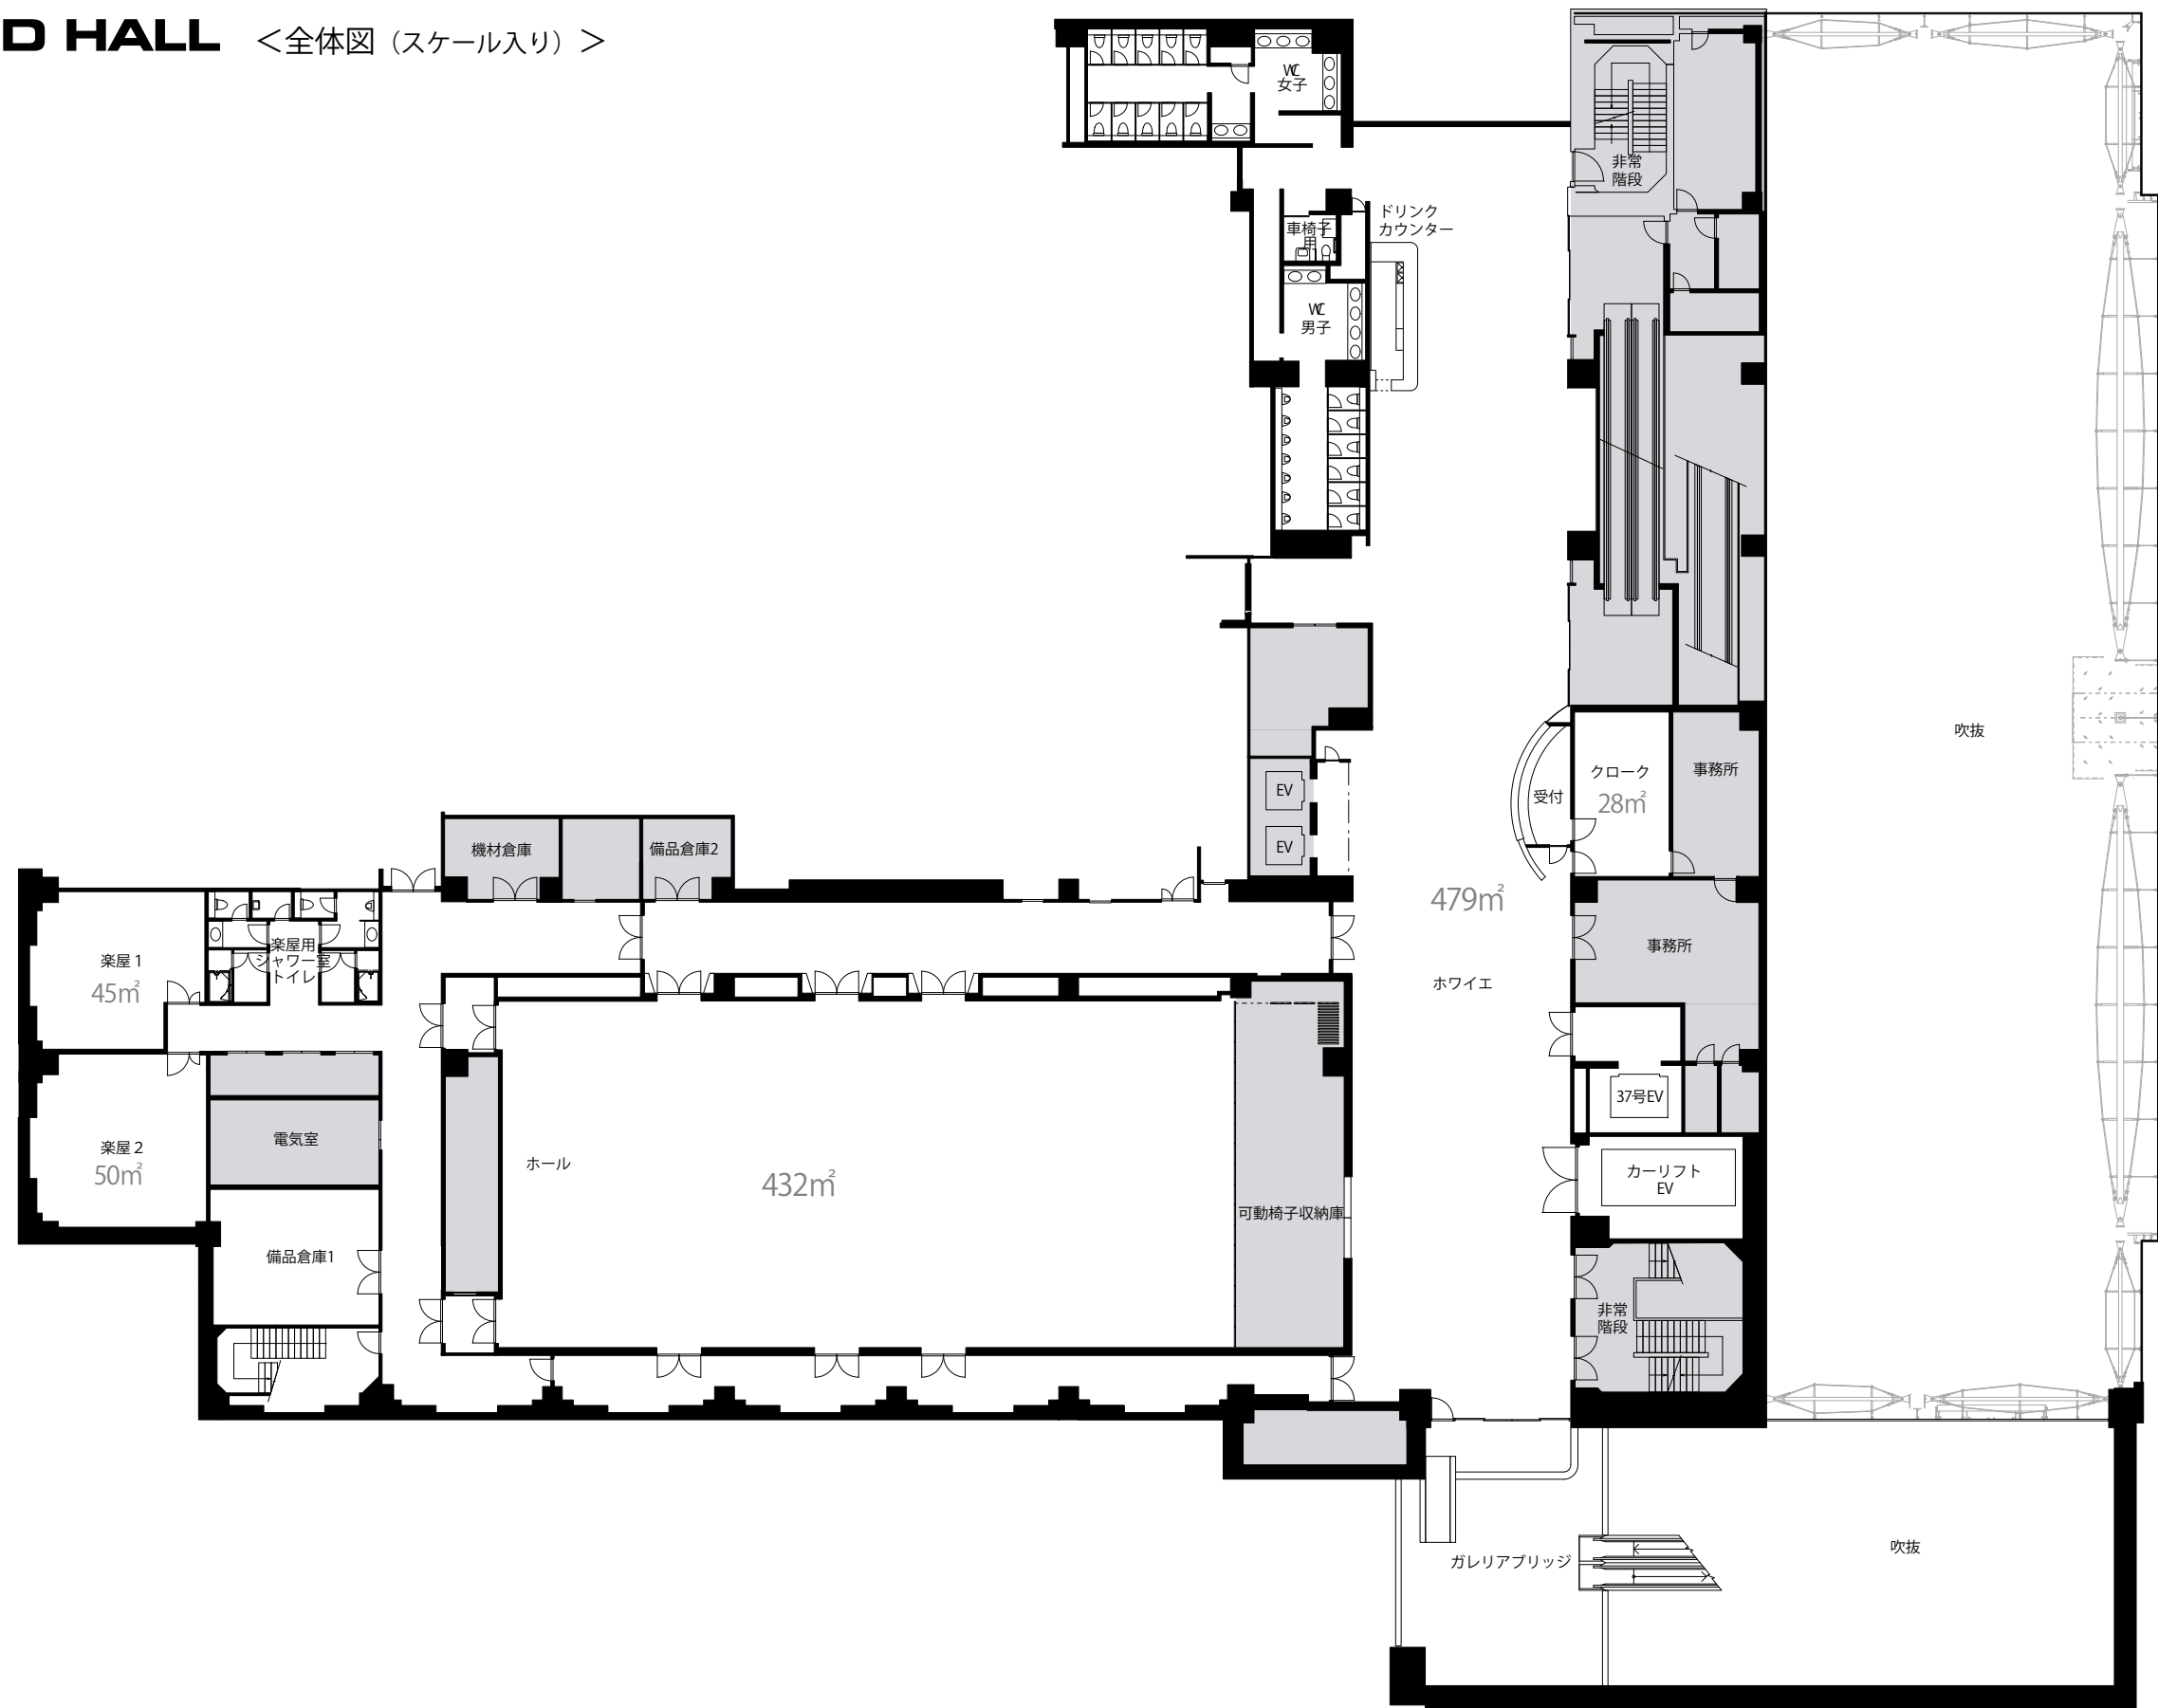 D HALL ＜全体図（スケール入り）＞
WC
女子
非常
階段
ドリンク
カウンター
車椅子
用
WC
男子
吹抜
クローク
28㎡
事務所
受付
EV
EV
機材倉庫
備品倉庫2
479㎡
ホワイエ
事務所
楽屋1
45㎡
楽屋用
シャワー室
トイレ
37号EV
電気室
楽屋2
50㎡
ホール
432㎡
カーリフト
EV
可動椅子収納庫
備品倉庫1
非常
階段
ガレリアブリッジ
吹抜